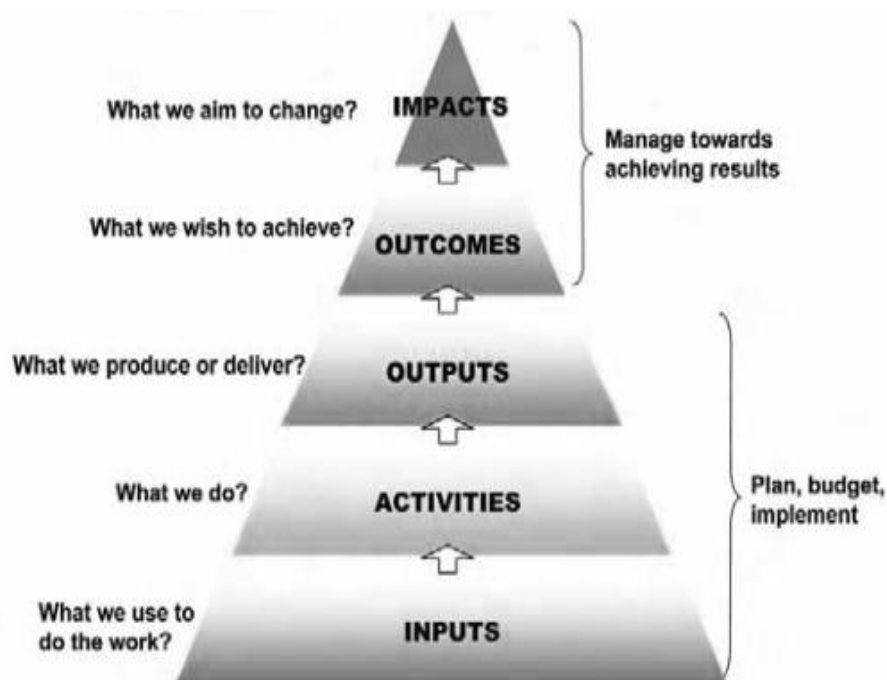 What we aim to change?
IMPACTS
Manage towards
achieving results
What we wish to achieve?
OUTCOMES
What we produce or deliver?
OUTPUTS
What we do?
ACTIVITIES
Plan, budget,
implement
What we use to
do the work?
INPUTS